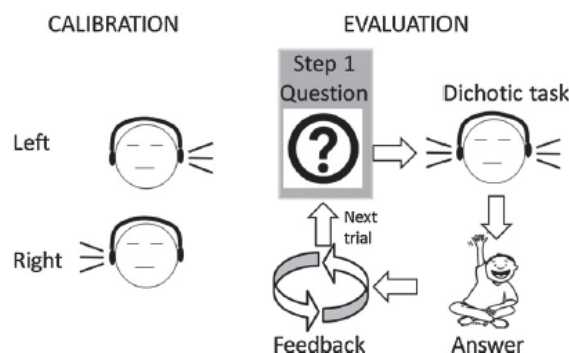 CALIBRATION
Left
Right
EVALUATION
Step 1
Question
?
Dichotic task
Next
trial
Feedback
Answer